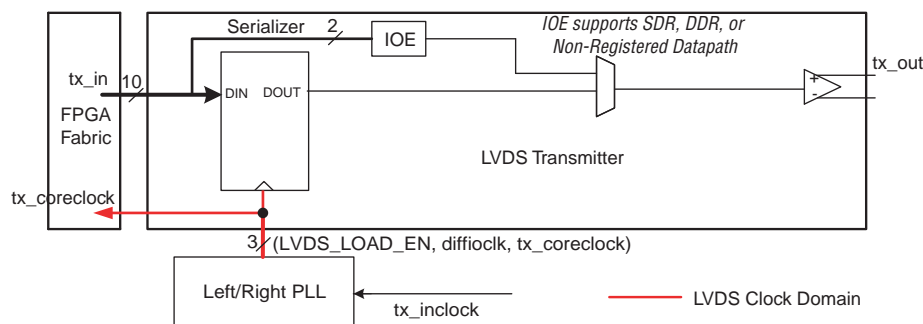 Serializer
2
IOE
IOE supports SDR, DDR, or
Non-Registered Datapath
tx_in
10
FPGA
Fabric
DIN
DOUT
+
-
tx_out
LVDS Transmitter
tx_coreclock
3
(LVDS_LOAD_EN, diffioclk, tx_coreclock)
Left/Right PLL
tx_inclock
LVDS Clock Domain